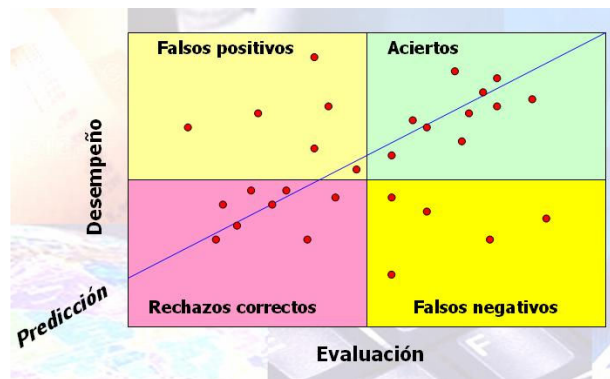 Falsos positivos
Aciertos
Desempeño
Rechazos correctos
Falsos negativos
Predicción
Evaluación